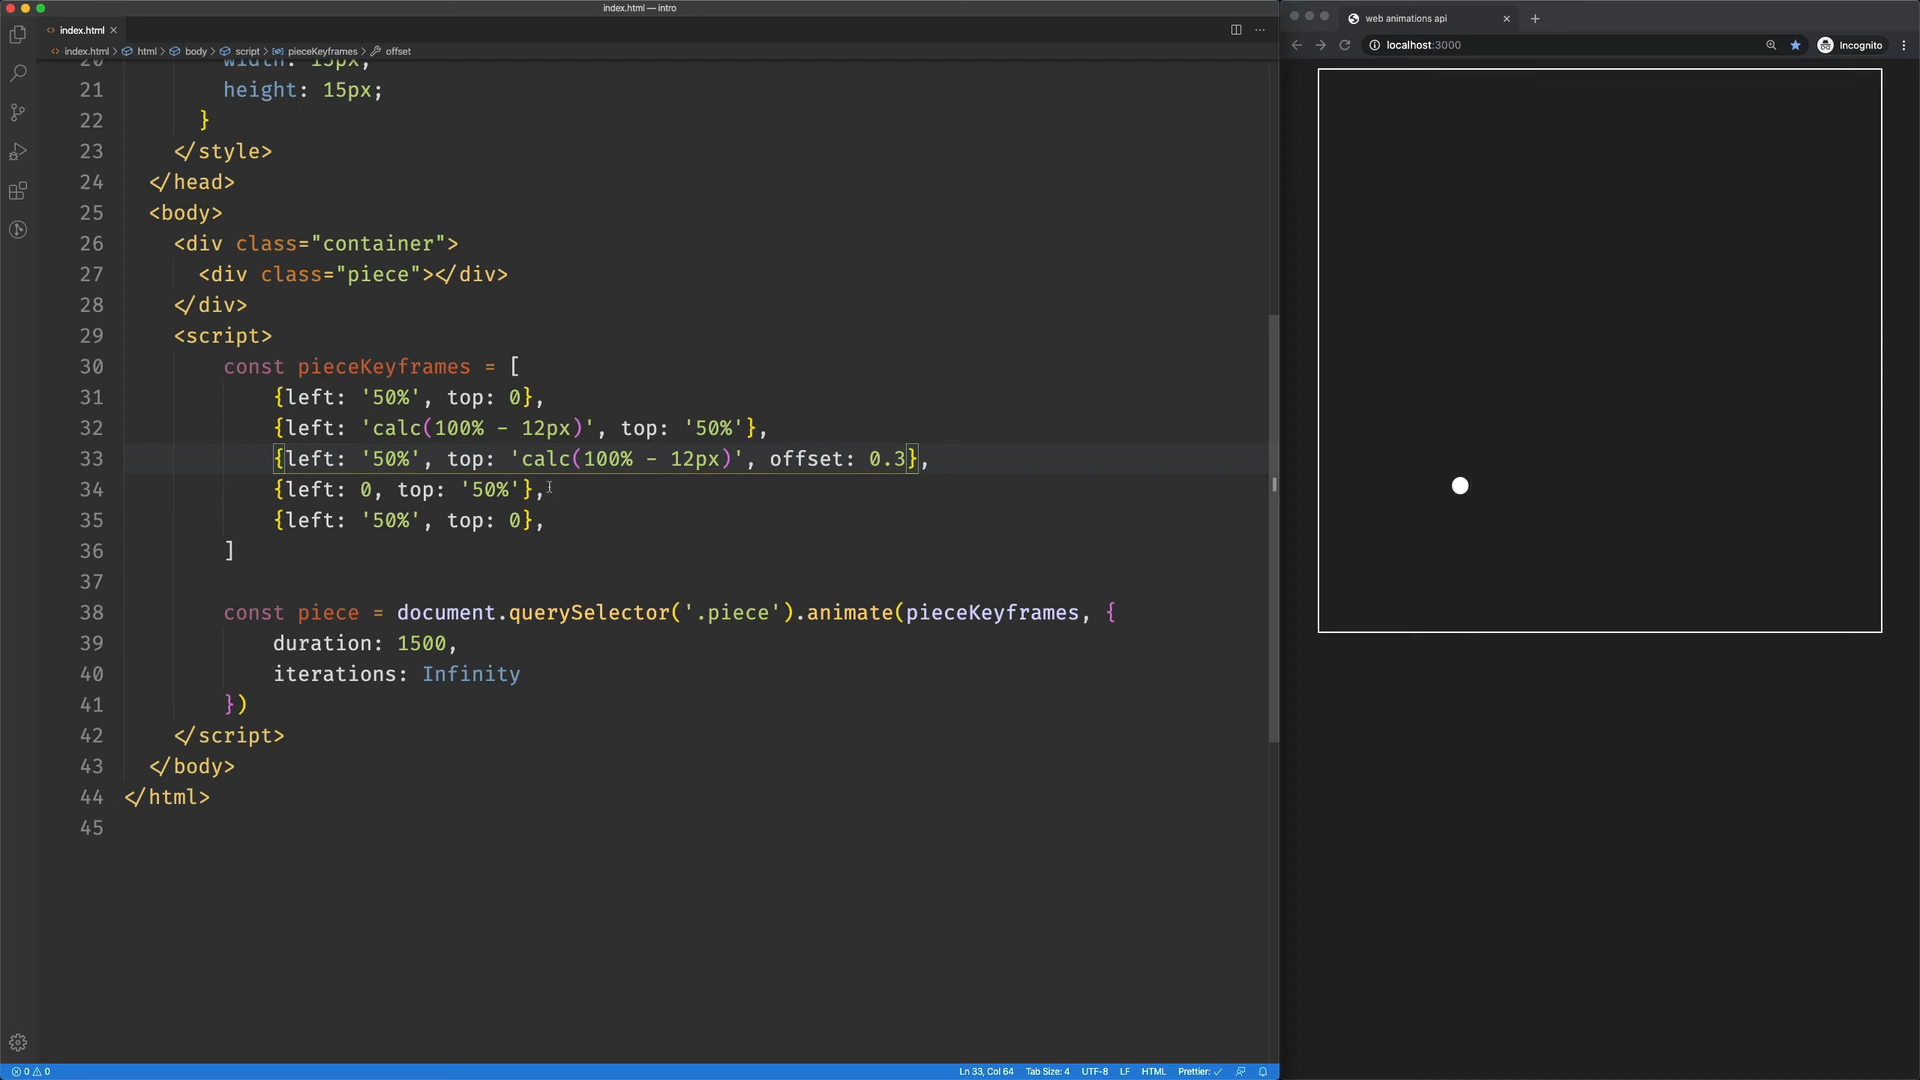 index.html — intro
index.html
index.html > html > body > script > pieceKeyframes > offset
20 width: 15px;
21 height: 15px;
22 }
23 </style>
24 </head>
25 <body>
26 <div class="container">
27 <div class="piece"></div>
28 </div>
29 <script>
30 const pieceKeyframes = [
31 {left: '50%', top: 0},
32 {left: 'calc(100% - 12px)', top: '50%'},
33 {left: '50%', top: 'calc(100% - 12px)', offset: 0.3},
34 {left: 0, top: '50%'},
35 {left: '50%', top: 0},
36 ]
37
38 const piece = document.querySelector('.piece').animate(pieceKeyframes, {
39 duration: 1500,
40 iterations: Infinity
41 })
42 </script>
43 </body>
44 </html>
45
0 0
Ln 33, Col 64 Tab Size: 4 UTF-8 LF HTML Prettier: ✓
web animations api
localhost:3000
Incognito